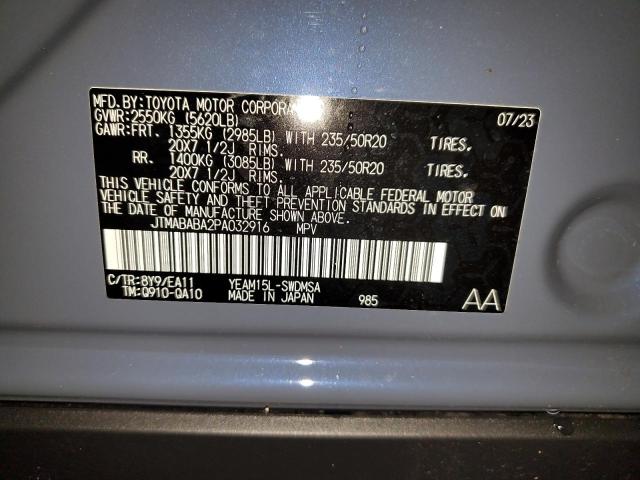 MFD.BY:TOYOTA MOTOR CORPORATION 07/23
GVWR:2550KG (5620LB)
GAWR:FRT. 1355KG (2985LB) WITH 235/50R20 TIRES.
20X7 1/2J RIMS.
RR. 1400KG (3085LB) WITH 235/50R20 TIRES.
20X7 1/2J RIMS.
THIS VEHICLE CONFORMS TO ALL APPLICABLE FEDERAL MOTOR
VEHICLE SAFETY AND THEFT PREVENTION STANDARDS IN EFFECT ON
THE DATE OF MANUFACTURE SHOWN ABOVE.
JTMABABA2PA032916 MPV
C/TR:8Y9/EA11 YEAM15L-SWDMSA
TM:Q910-QA10 MADE IN JAPAN 985 AA